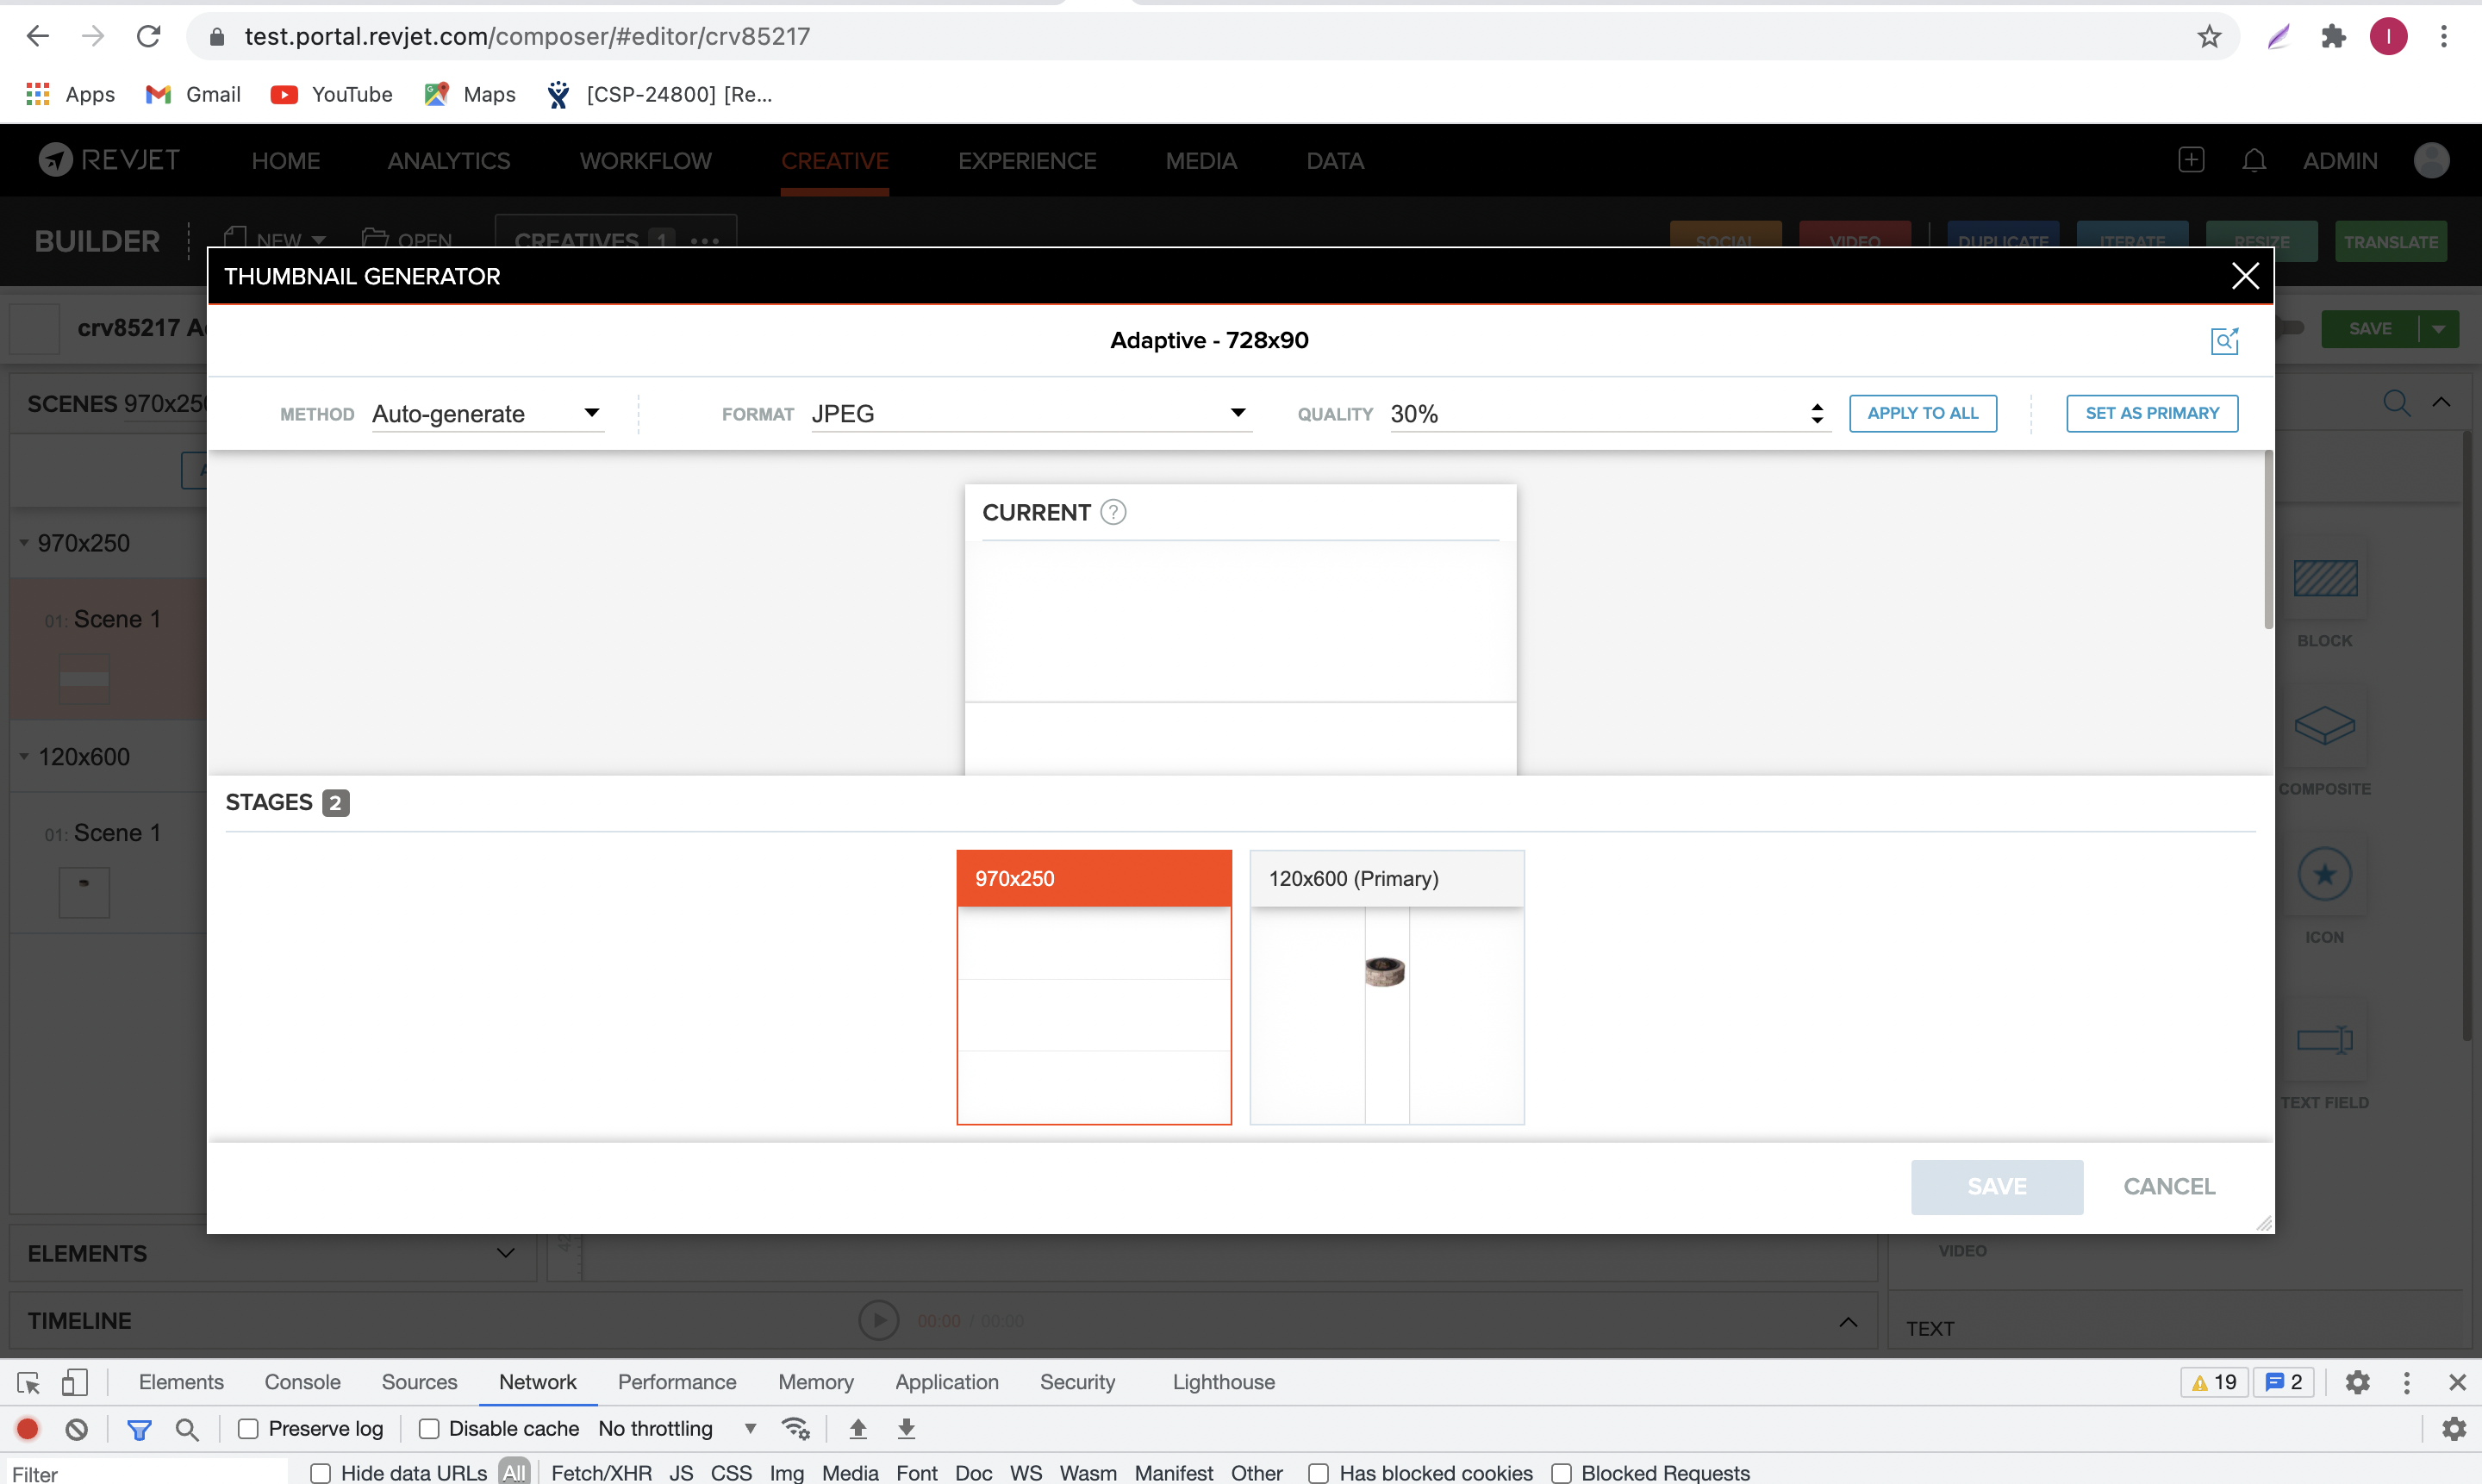 test.portal.revjet.com/composer/#editor/crv85217
I
Apps Gmail YouTube Maps [CSP-24800] [Re...
REVJET HOME ANALYTICS WORKFLOW CREATIVE EXPERIENCE MEDIA DATA ADMIN
BUILDER NEW OPEN CREATIVES 1 SOCIAL VIDEO DUPLICATE ITERATE RESIZE TRANSLATE
THUMBNAIL GENERATOR
crv85217 SAVE
Adaptive - 728x90
SCENES 970x250
METHOD Auto-generate FORMAT JPEG QUALITY 30% APPLY TO ALL SET AS PRIMARY
CURRENT ?
970x250
01: Scene 1
BLOCK
120x600
COMPOSITE
STAGES 2
01: Scene 1
970x250 120x600 (Primary)
ICON
TEXT FIELD
SAVE CANCEL
ELEMENTS VIDEO
TIMELINE 00:00 / 00:00 TEXT
Elements Console Sources Network Performance Memory Application Security Lighthouse 19 2
Preserve log Disable cache No throttling
Filter Hide data URLs All Fetch/XHR JS CSS Img Media Font Doc WS Wasm Manifest Other Has blocked cookies Blocked Requests